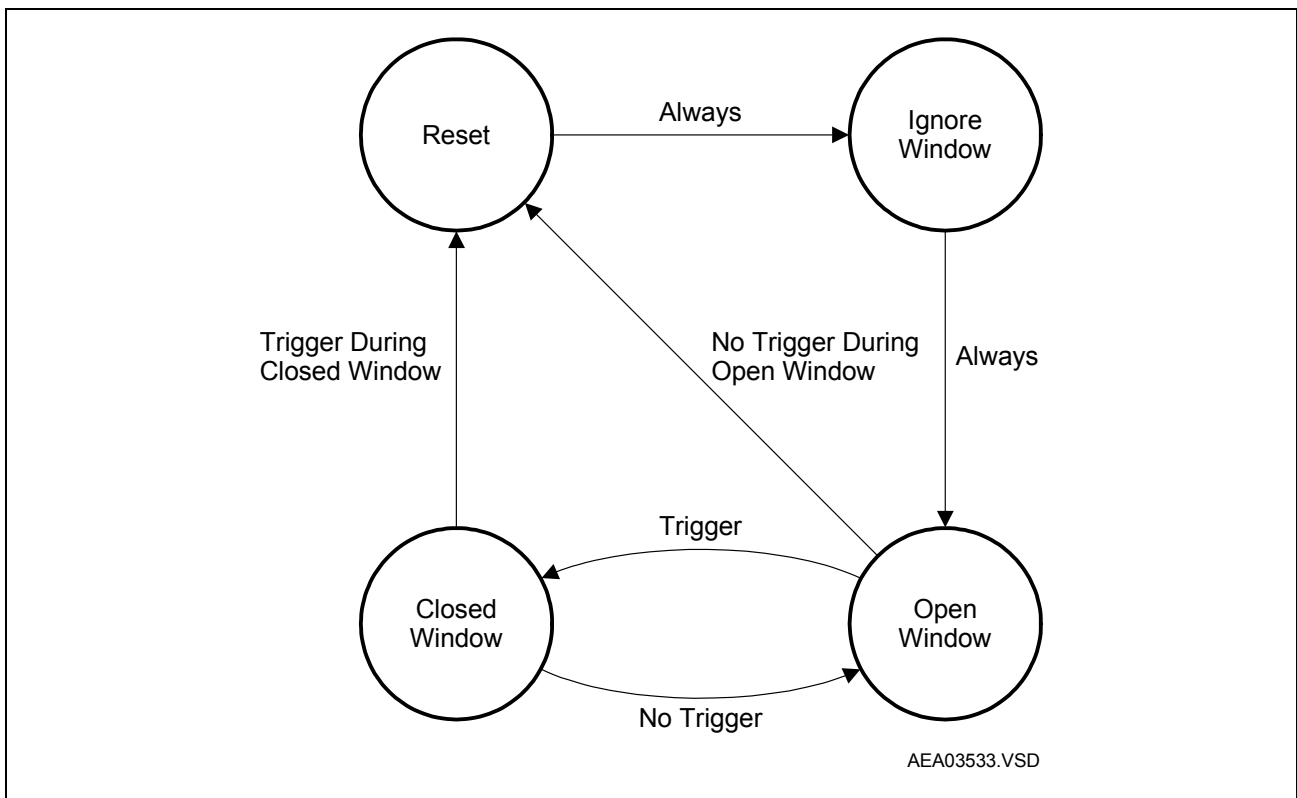 Reset
Always
Ignore
Window
Trigger During
Closed Window
No Trigger During
Open Window
Always
Trigger
Closed
Window
Open
Window
No Trigger
AEA03533.VSD